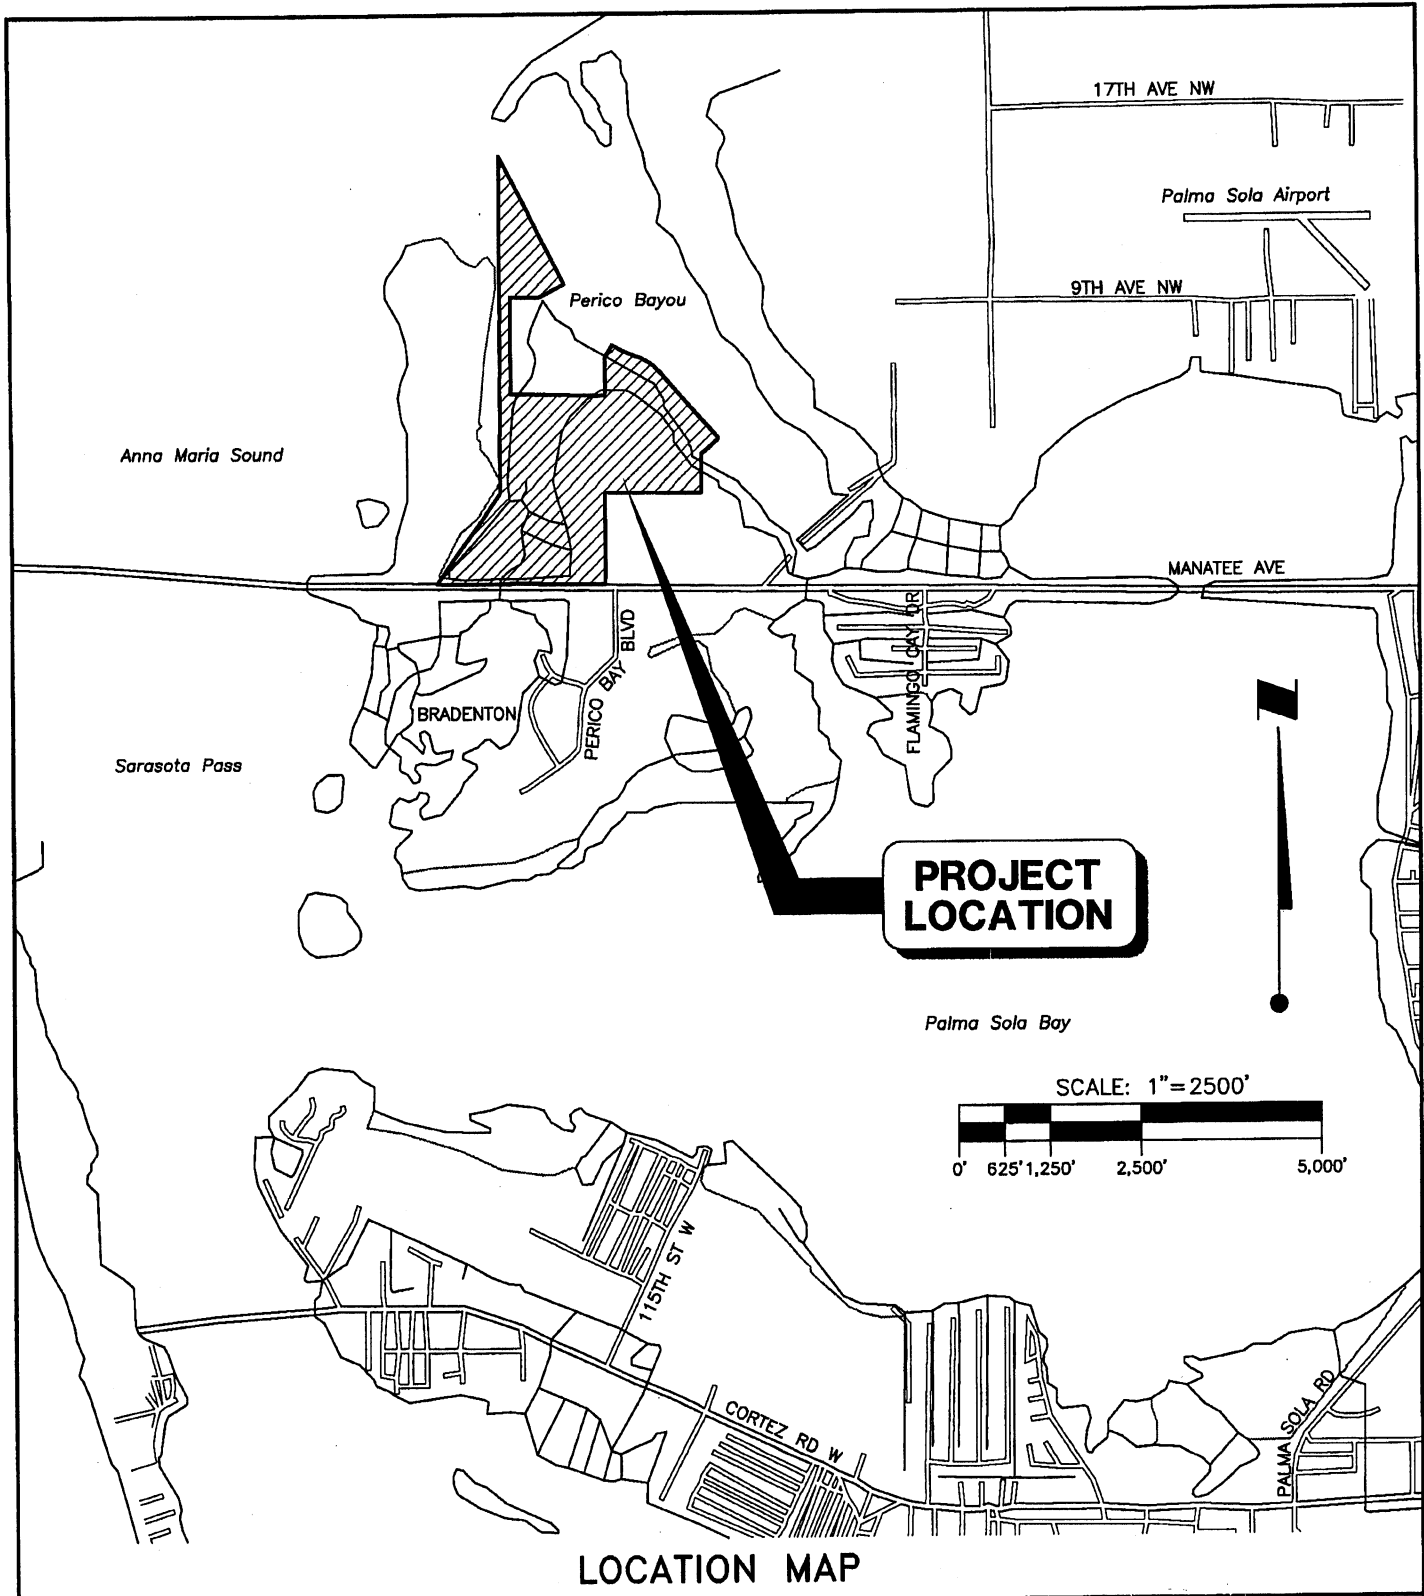 17TH AVE NW
Palma Sola Airport
9TH AVE NW
Perico Bayou
Anna Maria Sound
MANATEE AVE
PERICO BAY BLVD
FLAMINGO CAY DR
BRADENTON
Sarasota Pass
N
PROJECT
LOCATION
Palma Sola Bay
SCALE: 1"=2500'
0' 625' 1,250' 2,500' 5,000'
115TH ST W
CORTEZ RD W
PALMA SOLA RD
LOCATION MAP